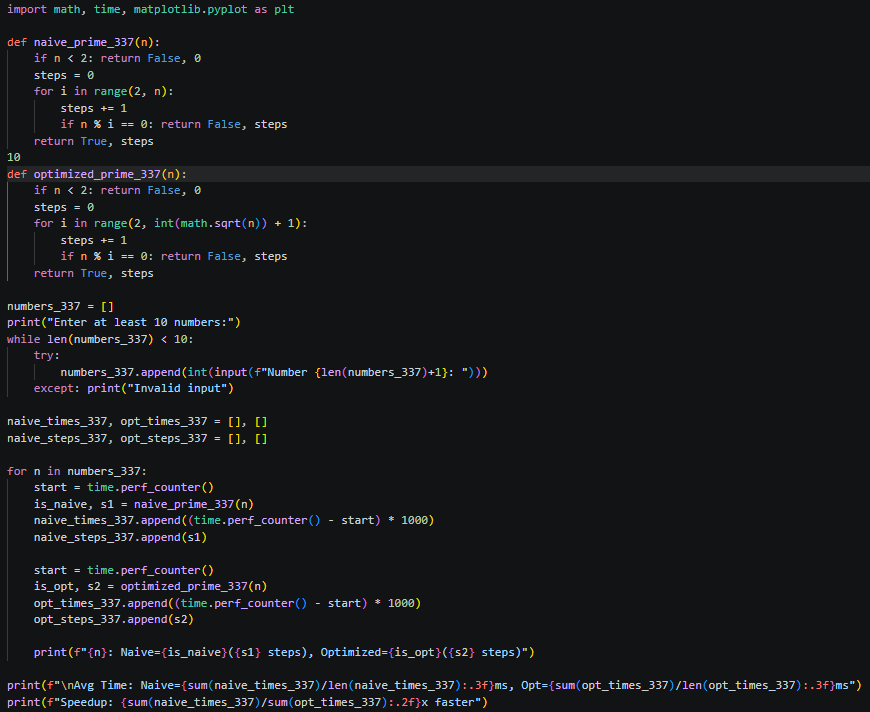 import math, time, matplotlib.pyplot as plt

def naive_prime_337(n):
    if n < 2: return False, 0
    steps = 0
    for i in range(2, n):
        steps += 1
        if n % i == 0: return False, steps
    return True, steps
10
def optimized_prime_337(n):
    if n < 2: return False, 0
    steps = 0
    for i in range(2, int(math.sqrt(n)) + 1):
        steps += 1
        if n % i == 0: return False, steps
    return True, steps

numbers_337 = []
print("Enter at least 10 numbers:")
while len(numbers_337) < 10:
    try:
        numbers_337.append(int(input(f"Number {len(numbers_337)+1}: ")))
    except: print("Invalid input")

naive_times_337, opt_times_337 = [], []
naive_steps_337, opt_steps_337 = [], []

for n in numbers_337:
    start = time.perf_counter()
    is_naive, s1 = naive_prime_337(n)
    naive_times_337.append((time.perf_counter() - start) * 1000)
    naive_steps_337.append(s1)

    start = time.perf_counter()
    is_opt, s2 = optimized_prime_337(n)
    opt_times_337.append((time.perf_counter() - start) * 1000)
    opt_steps_337.append(s2)

    print(f"{n}: Naive={is_naive}({s1} steps), Optimized={is_opt}({s2} steps)")

print(f"\nAvg Time: Naive={sum(naive_times_337)/len(naive_times_337):.3f}ms, Opt={sum(opt_times_337)/len(opt_times_337):.3f}ms")
print(f"Speedup: {sum(naive_times_337)/sum(opt_times_337):.2f}x faster")